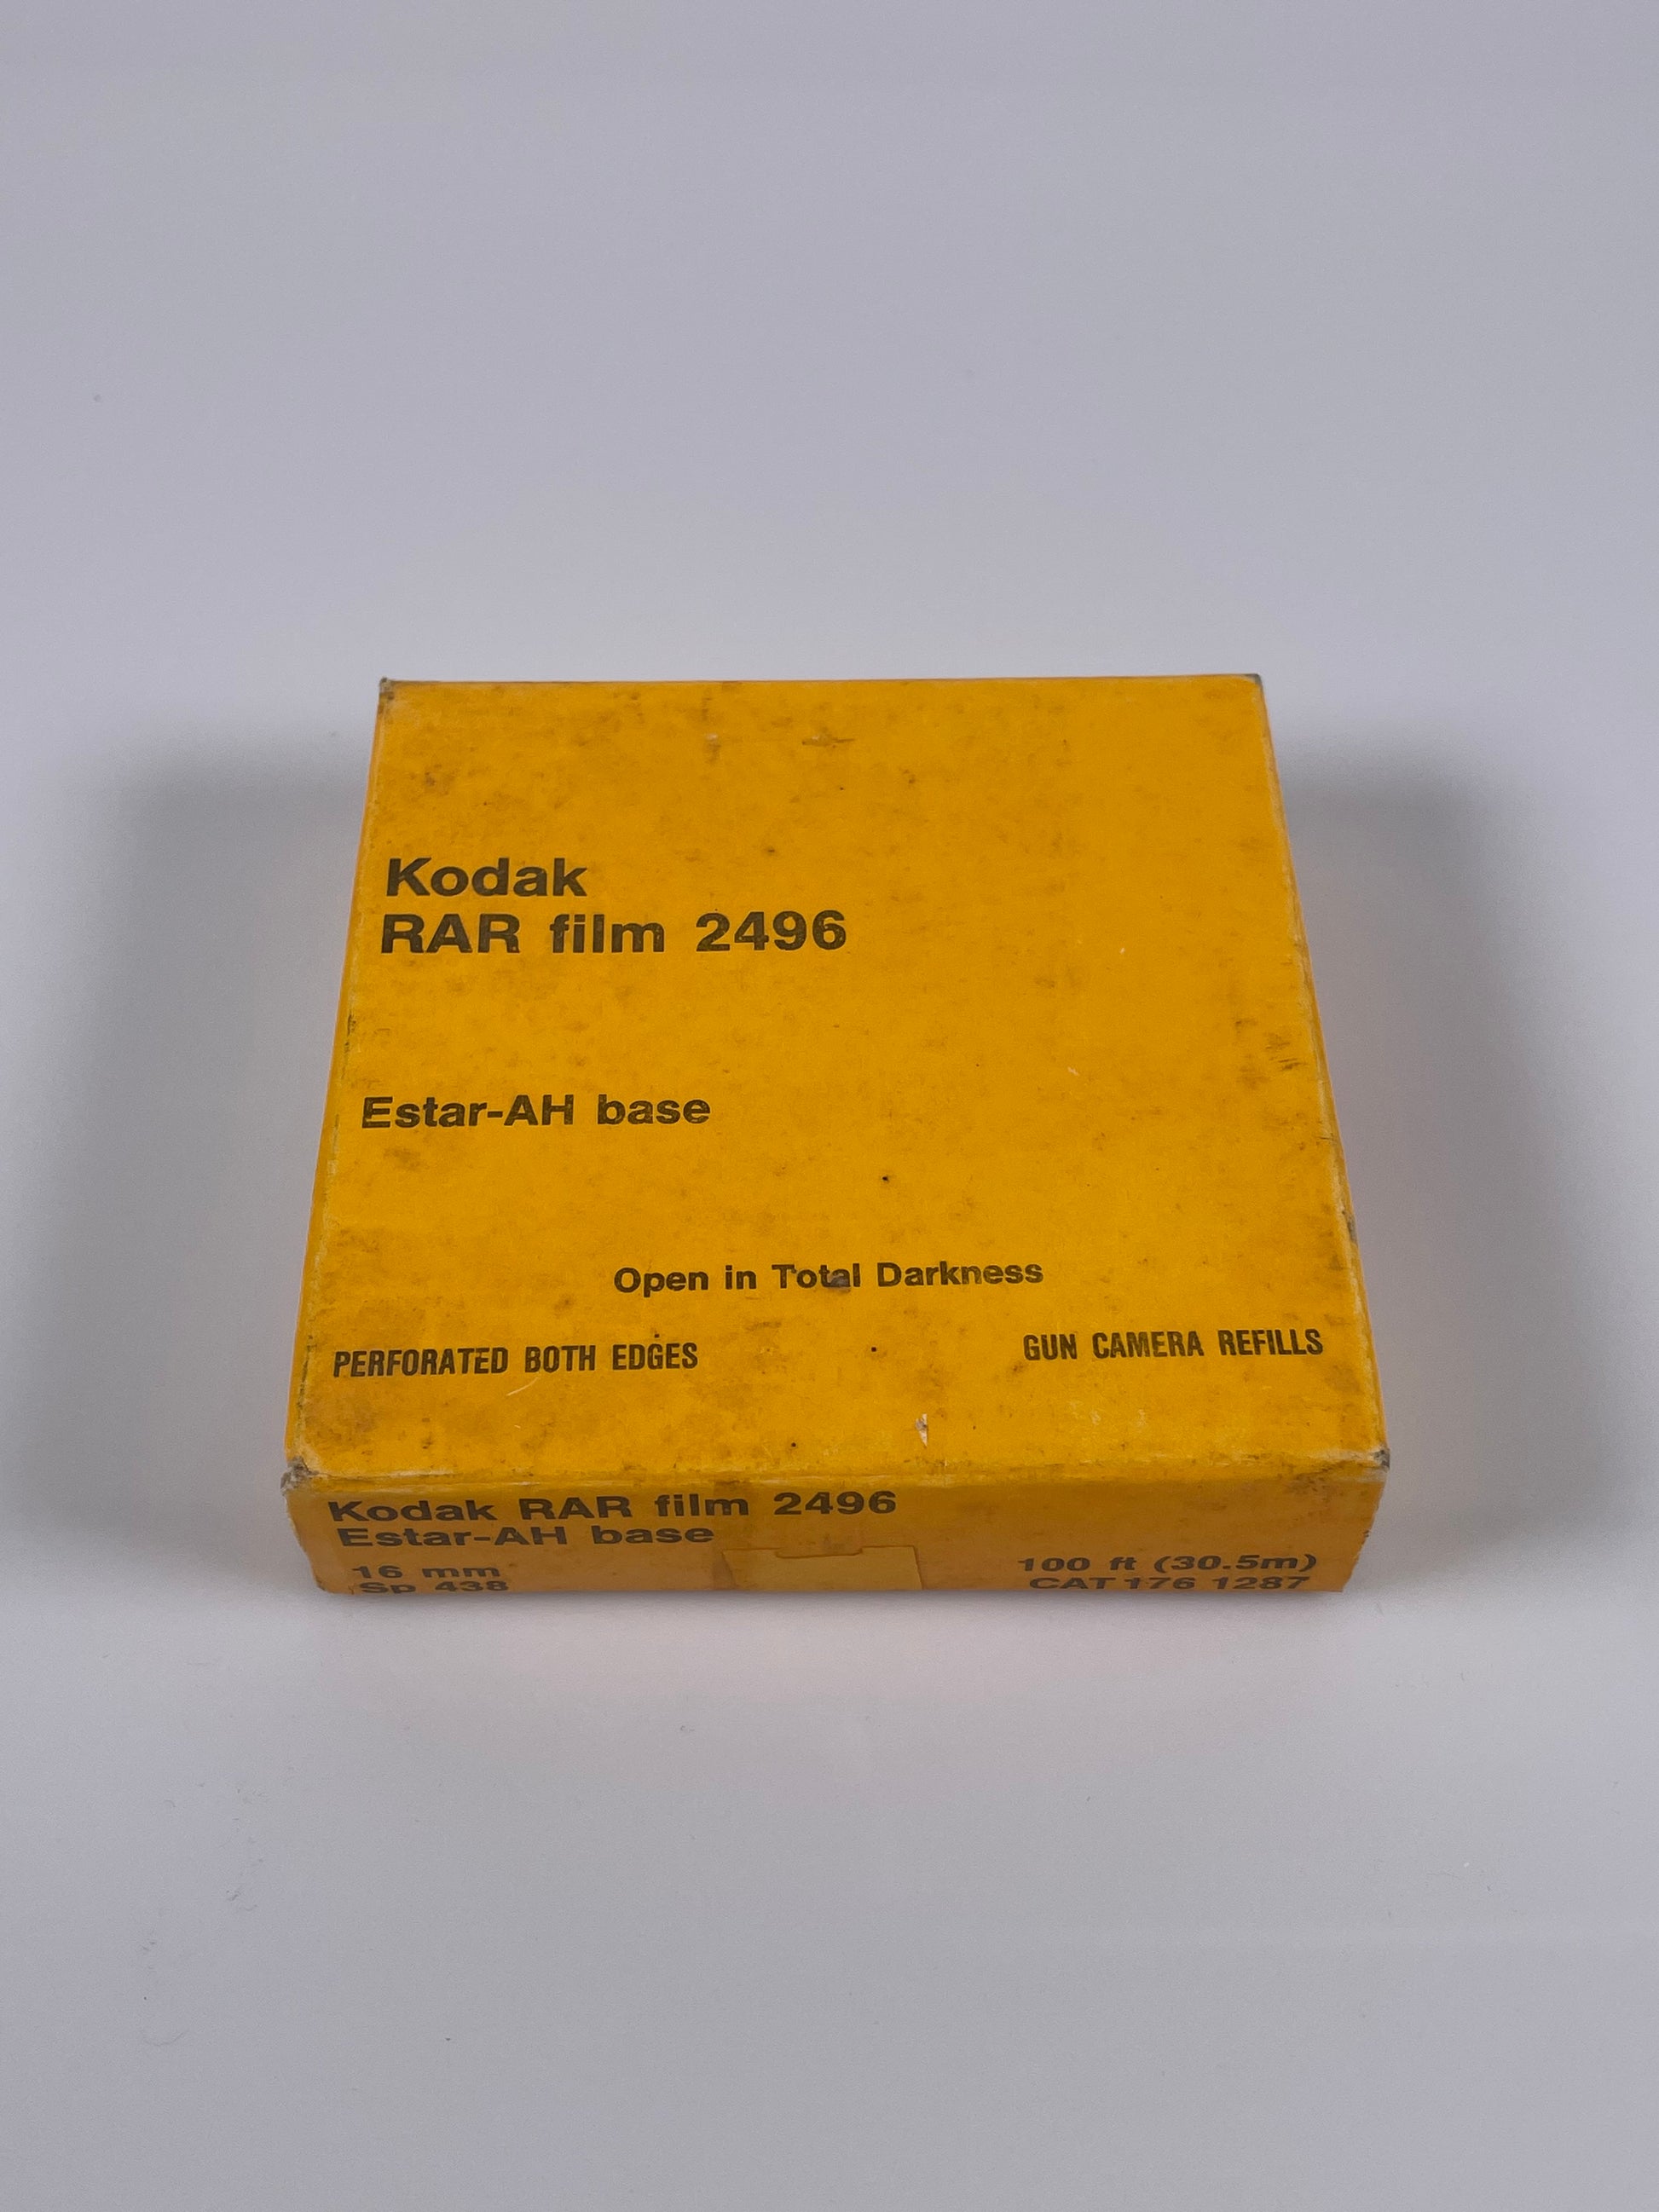 Kodak
RAR film 2496
Estar-AH base
Open in Total Darkness
PERFORATED BOTH EDGES
GUN CAMERA REFILLS
Kodak RAR film 2496
Estar-AH base
16 mm
100 ft (30.5m)
Sp 438
CAT 176 1287